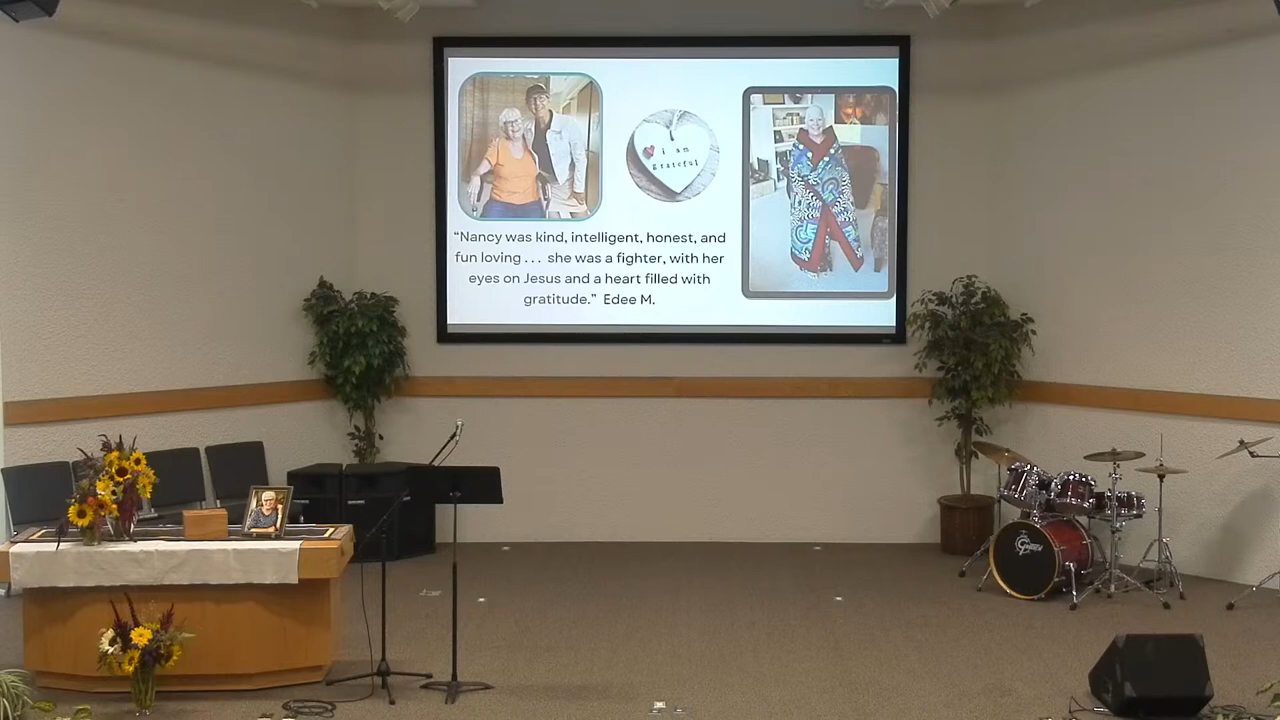 i am
grateful
“Nancy was kind, intelligent, honest, and
fun loving . . . she was a fighter, with her
eyes on Jesus and a heart filled with
gratitude.” Edee M.
Gretsch